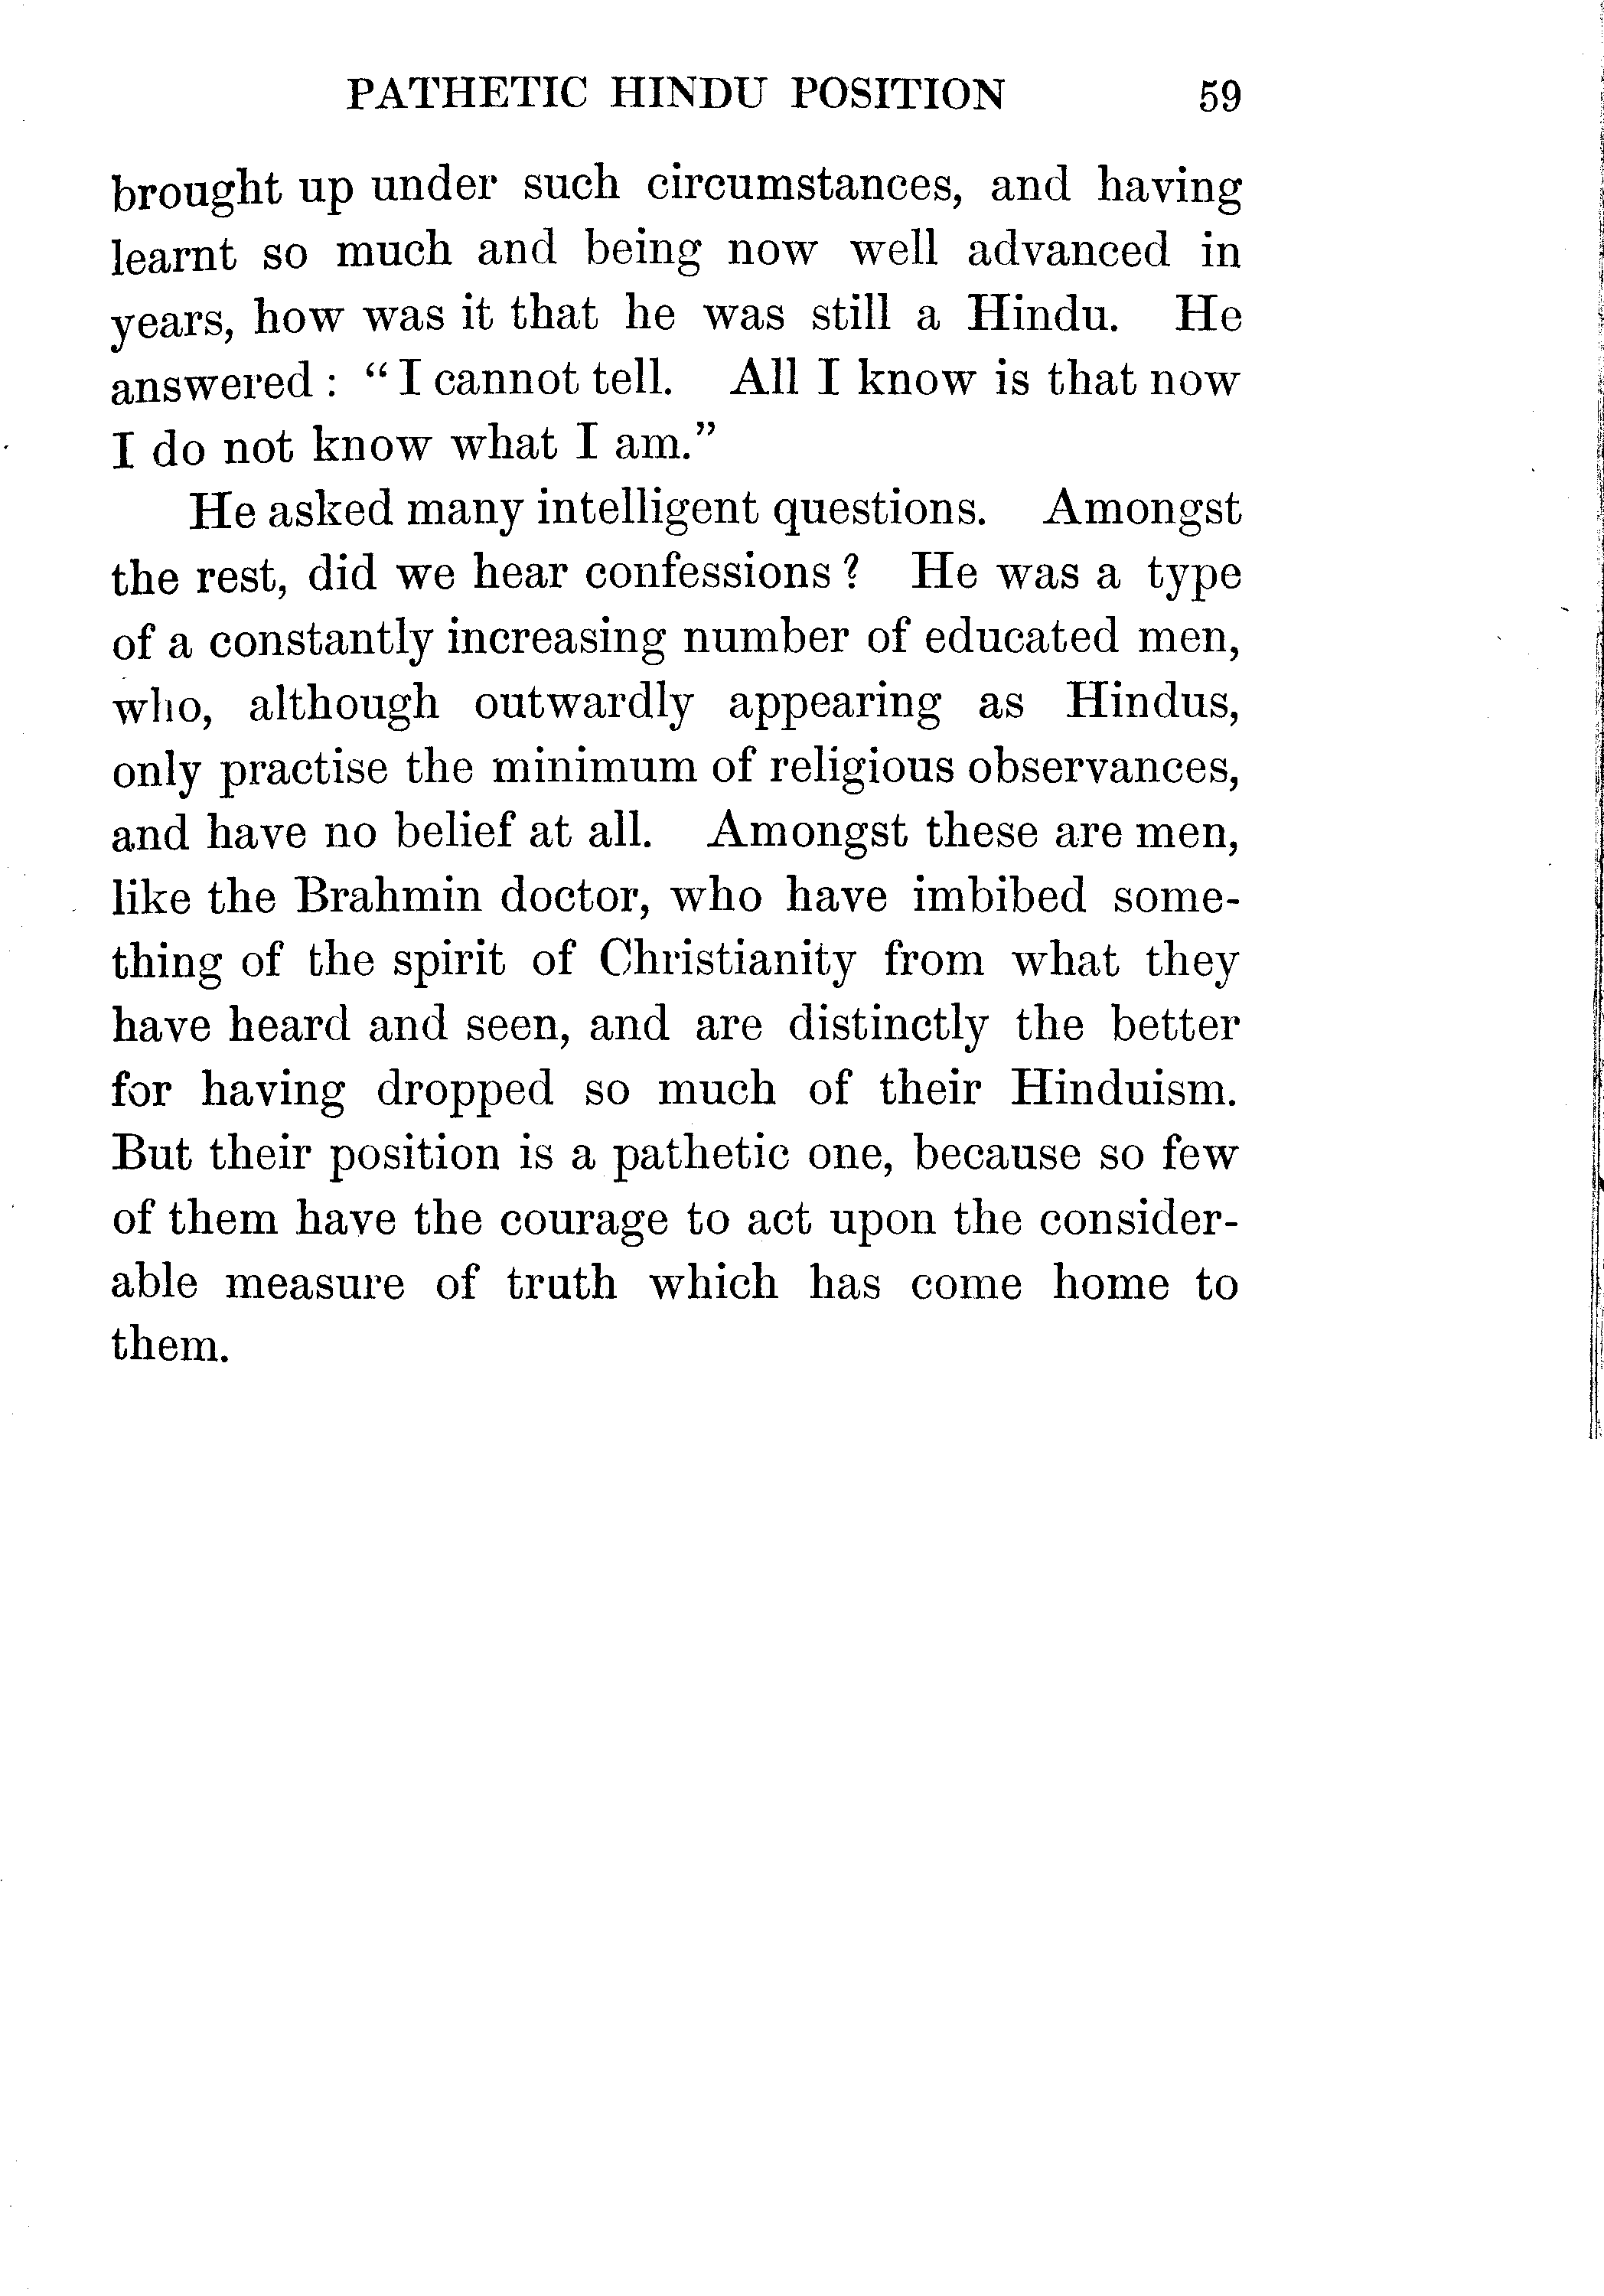 PATHETIC HINDU POSITION 59
brought up under such circumstances, and having
learnt so much and being now well advanced in
years, how was it that he was still a Hindu. He
answered : “ I cannot tell. All I know is that now
I do not know what I am.”
He asked many intelligent questions. Amongst
the rest, did we hear confessions ? He was a type
of a constantly increasing number of educated men,
who, although outwardly appearing as Hindus,
only practise the minimum of religious observances,
and have no belief at all. Amongst these are men,
like the Brahmin doctor, who have imbibed some-
thing of the spirit of Christianity from what they
have heard and seen, and are distinctly the better
for having dropped so much of their Hinduism.
But their position is a pathetic one, because so few
of them have the courage to act upon the consider-
able measure of truth which has come home to
them.